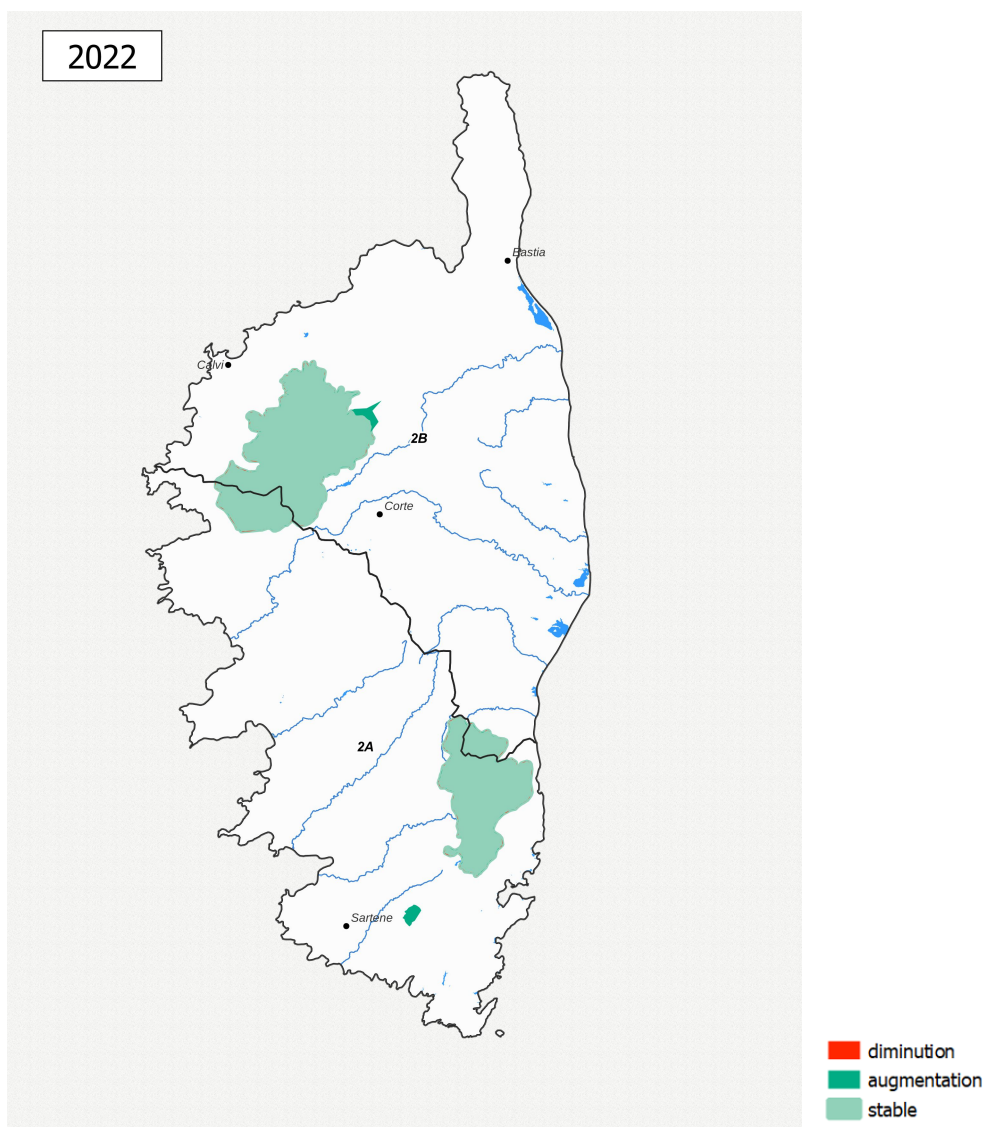 2022
Bastia
Calvi
2B
Corte
2A
Sartene
diminution
augmentation
stable